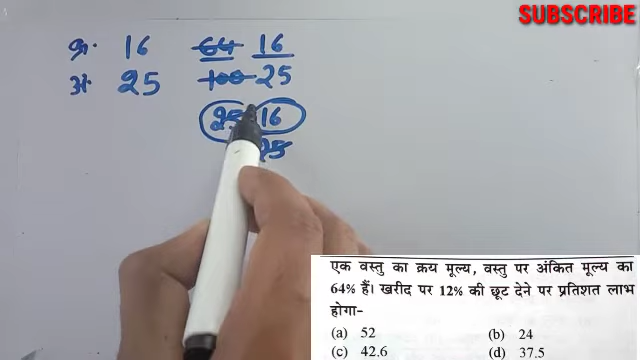 SUBSCRIBE
क्र. 16 64 16
अं 25 100 25
25 16
25
एक वस्तु का क्रय मूल्य, वस्तु पर अंकित मूल्य का
64% हैं। खरीद पर 12% की छूट देने पर प्रतिशत लाभ
होगा-
(a) 52 (b) 24
(c) 42.6 (d) 37.5